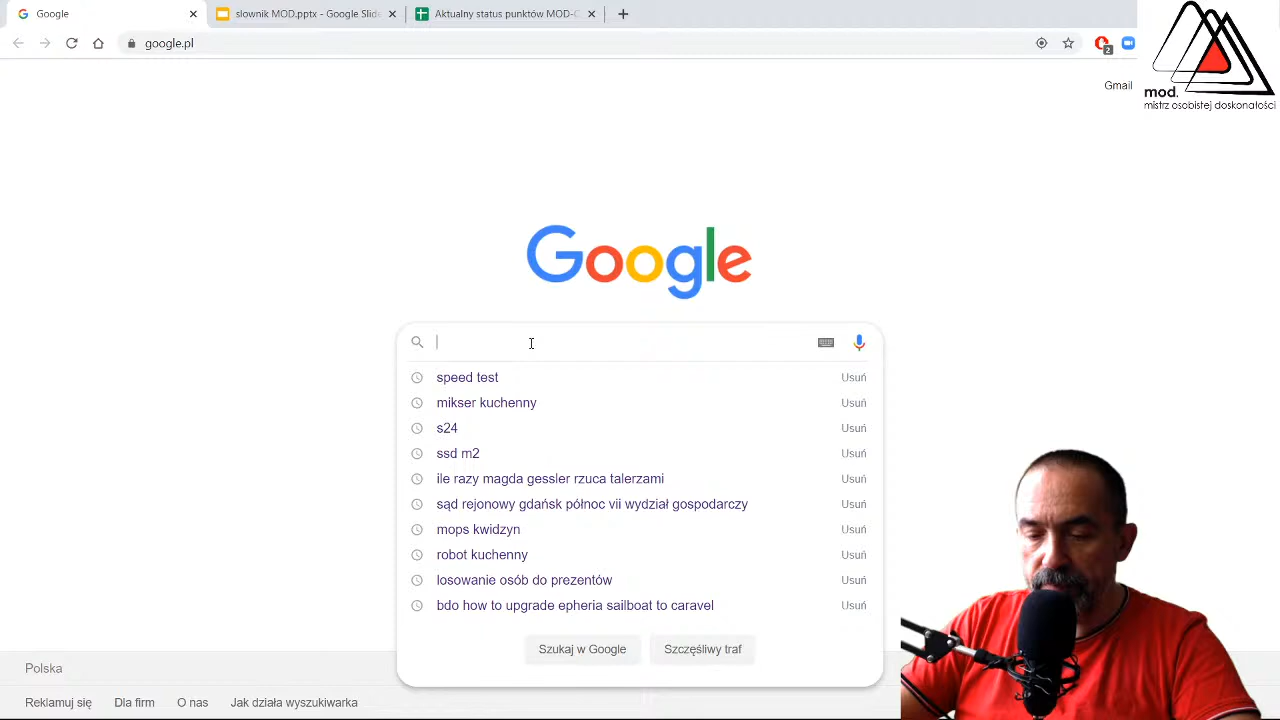 Google
slownik MOD.pptx - Google Slid
Aktualny status punktów MOD-C
google.pl
2
Gmail
mod.
mistrz osobistej doskonałości
Google
speed test Usuń
mikser kuchenny Usuń
s24 Usuń
ssd m2 Usuń
ile razy magda gessler rzuca talerzami Usuń
sąd rejonowy gdańsk północ vii wydział gospodarczy Usuń
mops kwidzyn Usuń
robot kuchenny Usuń
losowanie osób do prezentów Usuń
bdo how to upgrade epheria sailboat to caravel Usuń
Szukaj w Google Szczęśliwy traf
Polska
Reklamuj się Dla firm O nas Jak działa wyszukiwarka